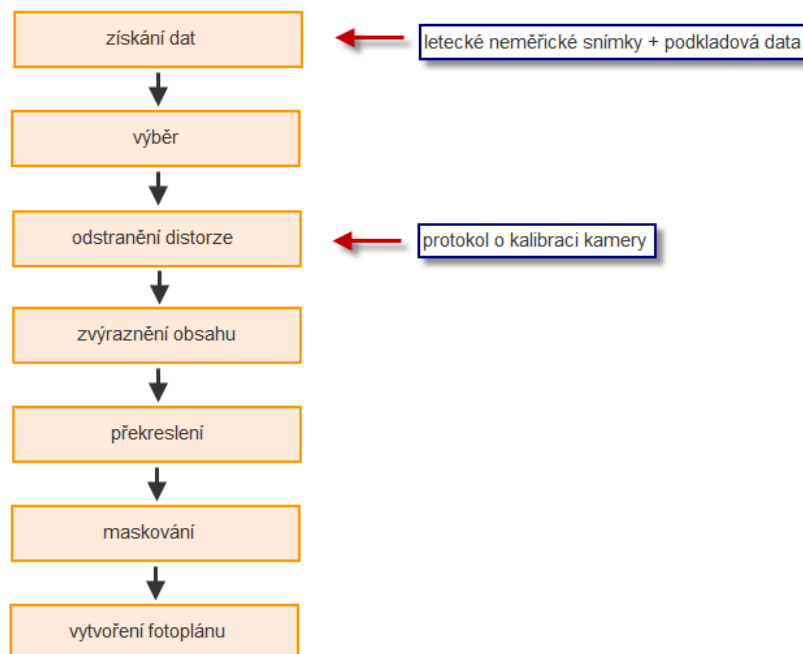 získání dat
letecké neměřické snímky + podkladová data
výběr
odstranění distorze
protokol o kalibraci kamery
zvýraznění obsahu
překreslení
maskování
vytvoření fotoplánu